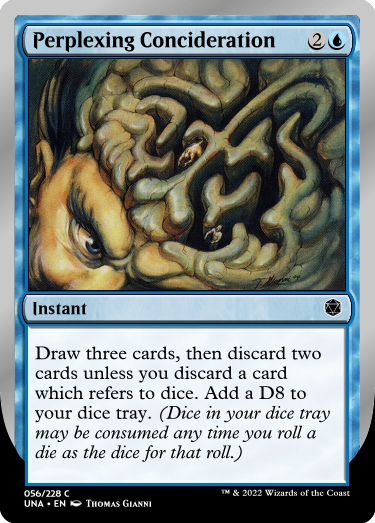 Perplexing Concideration 2
Instant
Draw three cards, then discard two
cards unless you discard a card
which refers to dice. Add a D8 to
your dice tray. (Dice in your dice tray
may be consumed any time you roll a
die as the dice for that roll.)
056/228 C
UNA • EN Thomas Gianni
™ & 2022 Wizards of the Coast